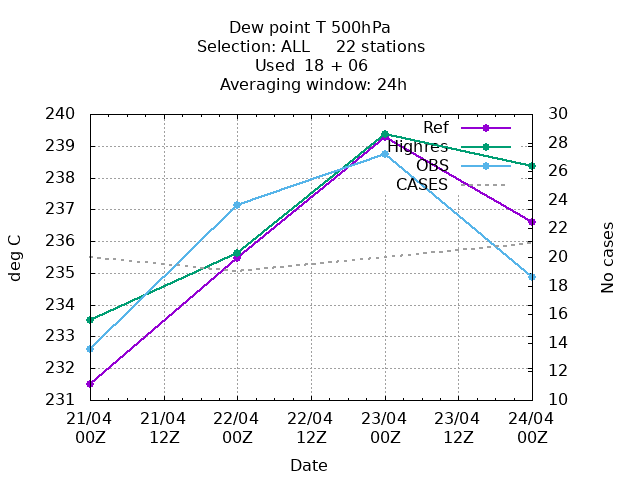 Dew point T 500hPa
Selection: ALL     22 stations
Used  18 + 06
Averaging window: 24h
240
239
238
237
236
235
234
233
232
231
30
28
26
24
22
20
18
16
14
12
10
deg C
No cases
Ref
Highres
OBS
CASES
21/04 21/04 22/04 22/04 23/04 23/04 24/04
00Z 12Z 00Z 12Z 00Z 12Z 00Z
Date